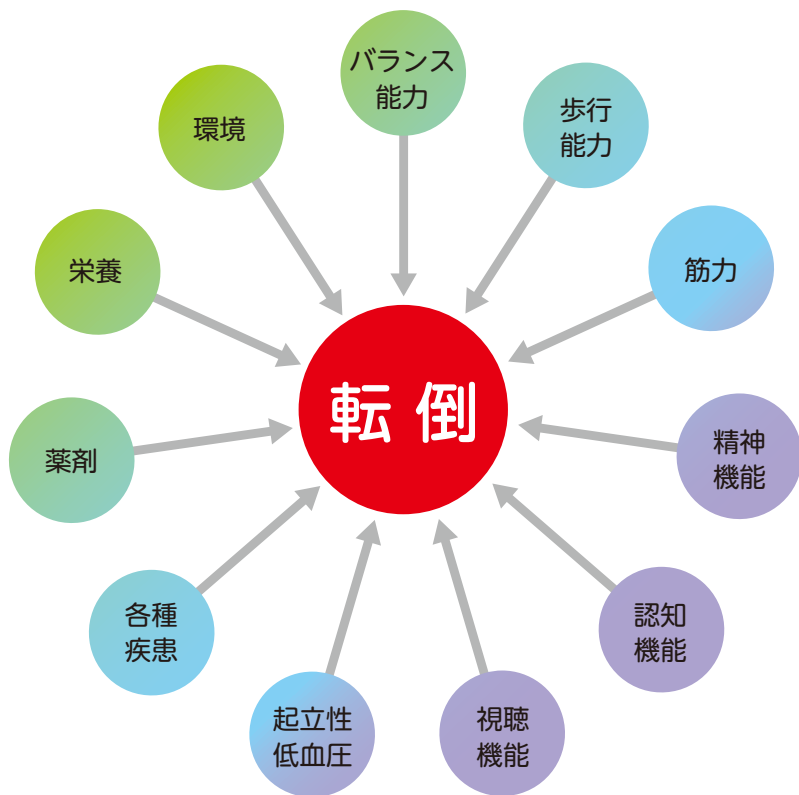 バランス
能力
歩行
能力
筋力
精神
機能
認知
機能
視聴
機能
起立性
低血圧
各種
疾患
薬剤
栄養
環境
転倒